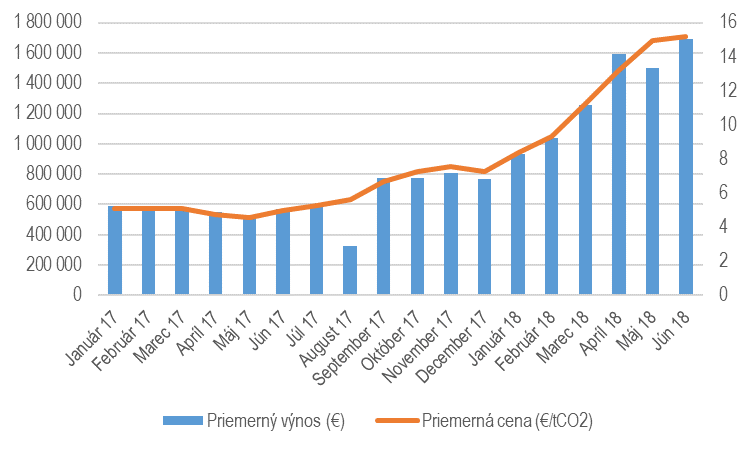 1 800 000
1 600 000
1 400 000
1 200 000
1 000 000
800 000
600 000
400 000
200 000
0
16
14
12
10
8
6
4
2
0
Január 17
Február 17
Marec 17
Apríl 17
Máj 17
Jún 17
Júl 17
August 17
September 17
Október 17
November 17
December 17
Január 18
Február 18
Marec 18
Apríl 18
Máj 18
Jún 18
Priemerný výnos (€)
Priemerná cena (€/tCO2)